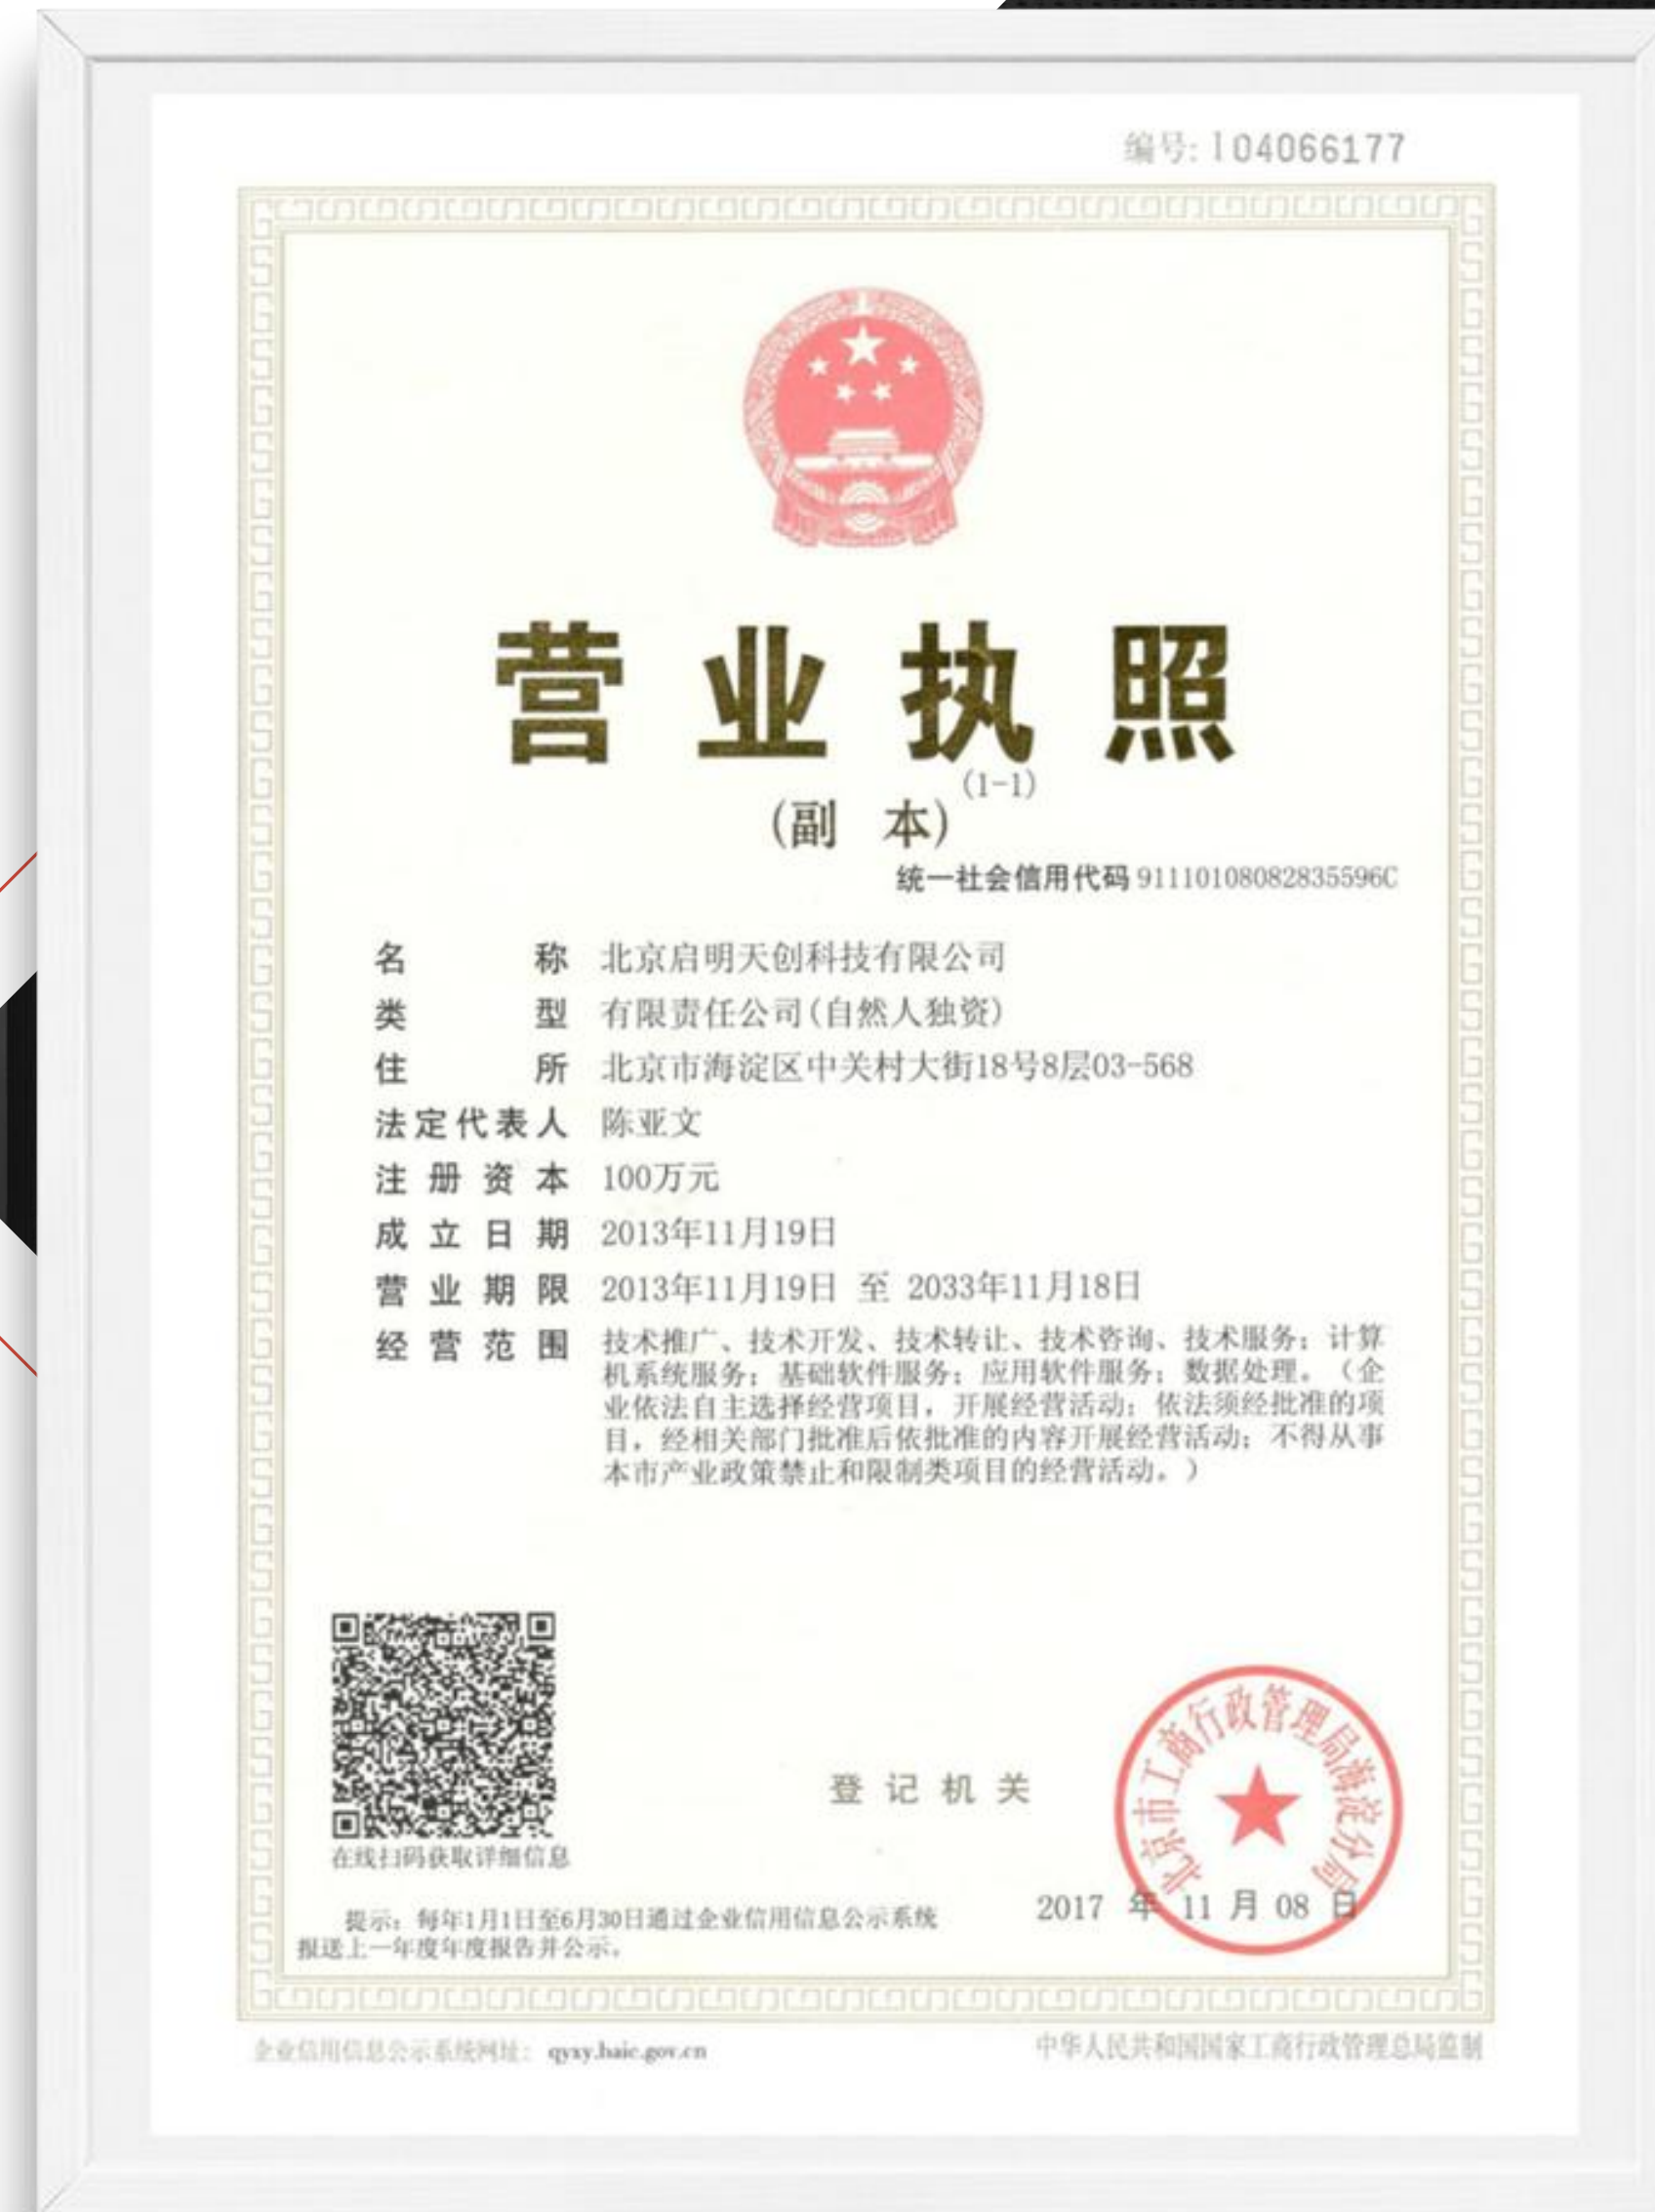 编号: 104066177
营业执照
(副 本) (1-1)
统一社会信用代码 91110108082835596C
名 称 北京启明天创科技有限公司
类 型 有限责任公司(自然人独资)
住 所 北京市海淀区中关村大街18号8层03-568
法定代表人 陈亚文
注册资本 100万元
成立日期 2013年11月19日
营业期限 2013年11月19日 至 2033年11月18日
经营范围 技术推广、技术开发、技术转让、技术咨询、技术服务；计算
机系统服务；基础软件服务；应用软件服务；数据处理。（企
业依法自主选择经营项目，开展经营活动；依法须经批准的项
目，经相关部门批准后依批准的内容开展经营活动；不得从事
本市产业政策禁止和限制类项目的经营活动。）
在线扫码获取详细信息
登记机关
北京市工商行政管理局海淀分局
2017 年 11 月 08 日
提示：每年1月1日至6月30日通过企业信用信息公示系统
报送上一年度年度报告并公示。
企业信用信息公示系统网址： qyxy.baic.gov.cn
中华人民共和国国家工商行政管理总局监制